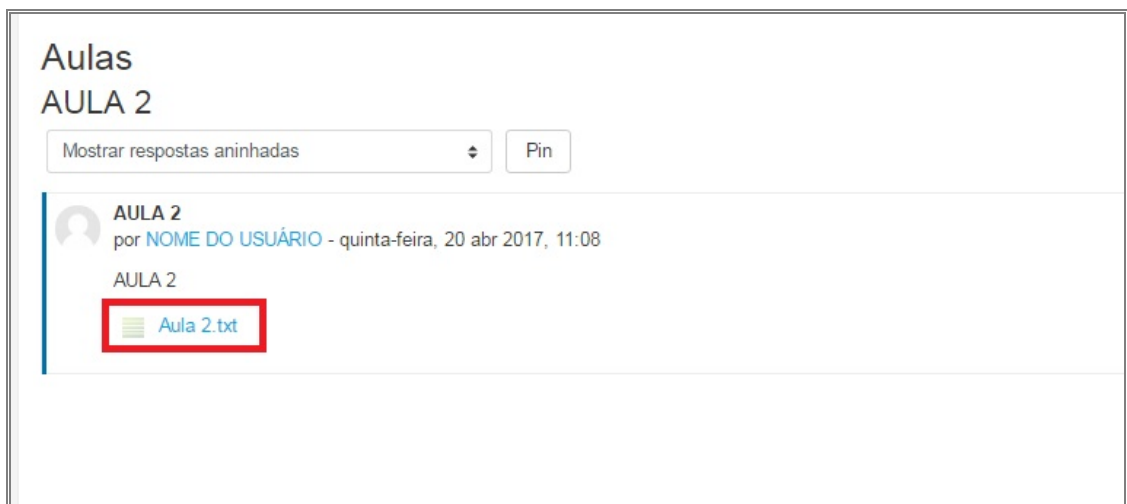 Aulas
AULA 2
Mostrar respostas aninhadas Pin
AULA 2
por NOME DO USUÁRIO - quinta-feira, 20 abr 2017, 11:08
AULA 2
Aula 2.txt